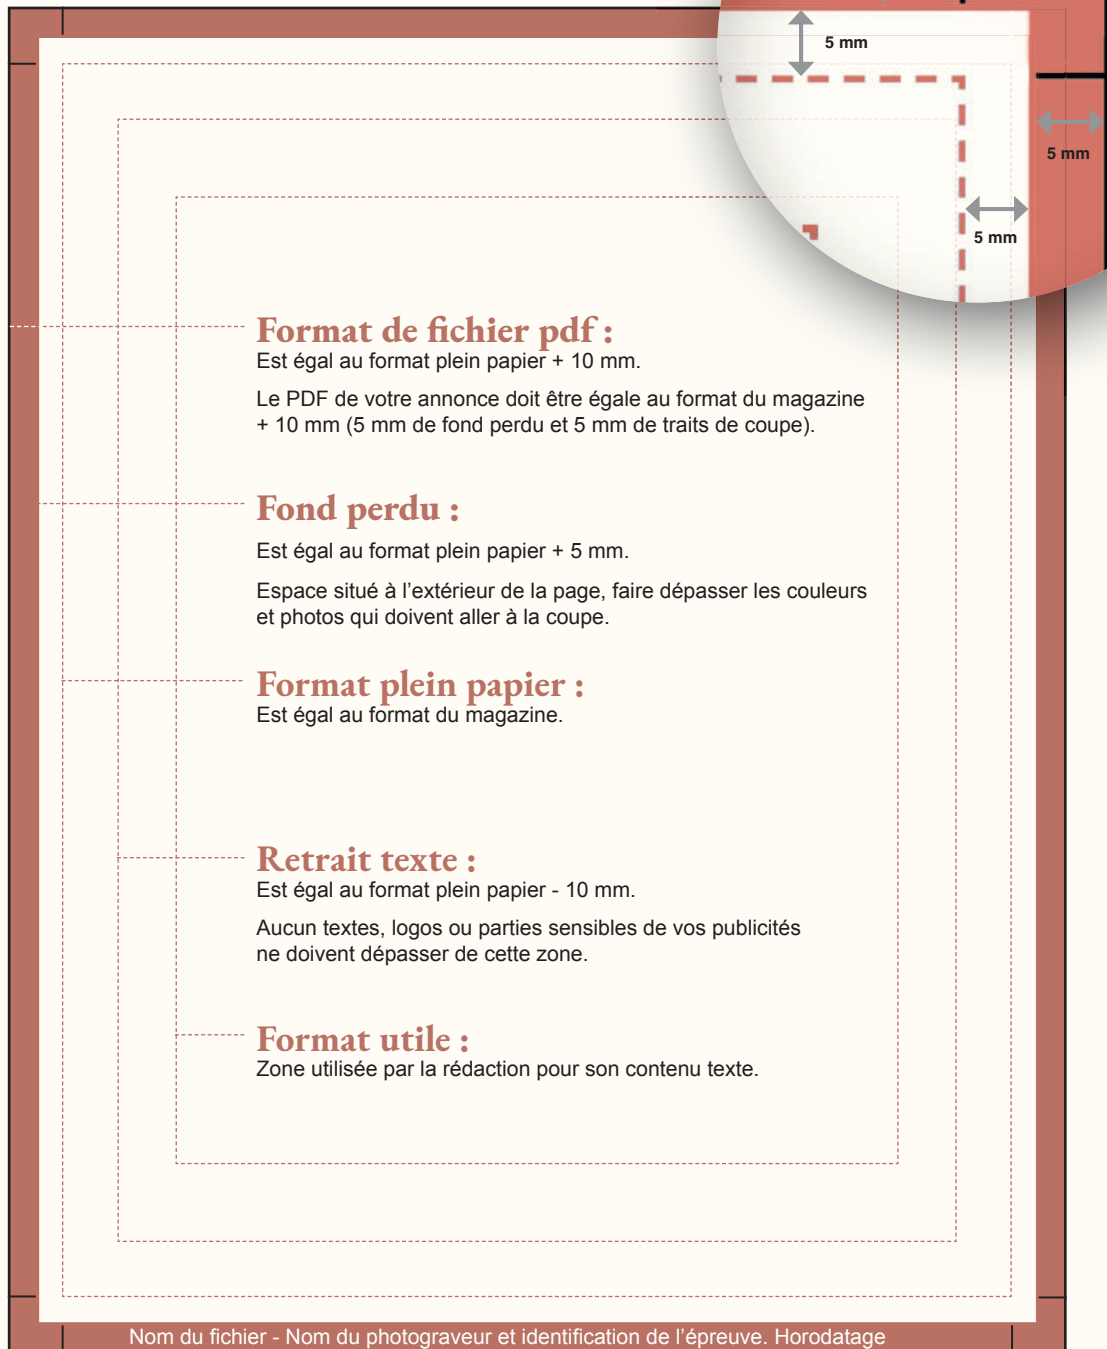 5 mm
5 mm
5 mm
Format de fichier pdf :
Est égal au format plein papier + 10 mm.
Le PDF de votre annonce doit être égale au format du magazine
+ 10 mm (5 mm de fond perdu et 5 mm de traits de coupe).
Fond perdu :
Est égal au format plein papier + 5 mm.
Espace situé à l’extérieur de la page, faire dépasser les couleurs
et photos qui doivent aller à la coupe.
Format plein papier :
Est égal au format du magazine.
Retrait texte :
Est égal au format plein papier - 10 mm.
Aucun textes, logos ou parties sensibles de vos publicités
ne doivent dépasser de cette zone.
Format utile :
Zone utilisée par la rédaction pour son contenu texte.
Nom du fichier - Nom du photograveur et identification de l’épreuve. Horodatage